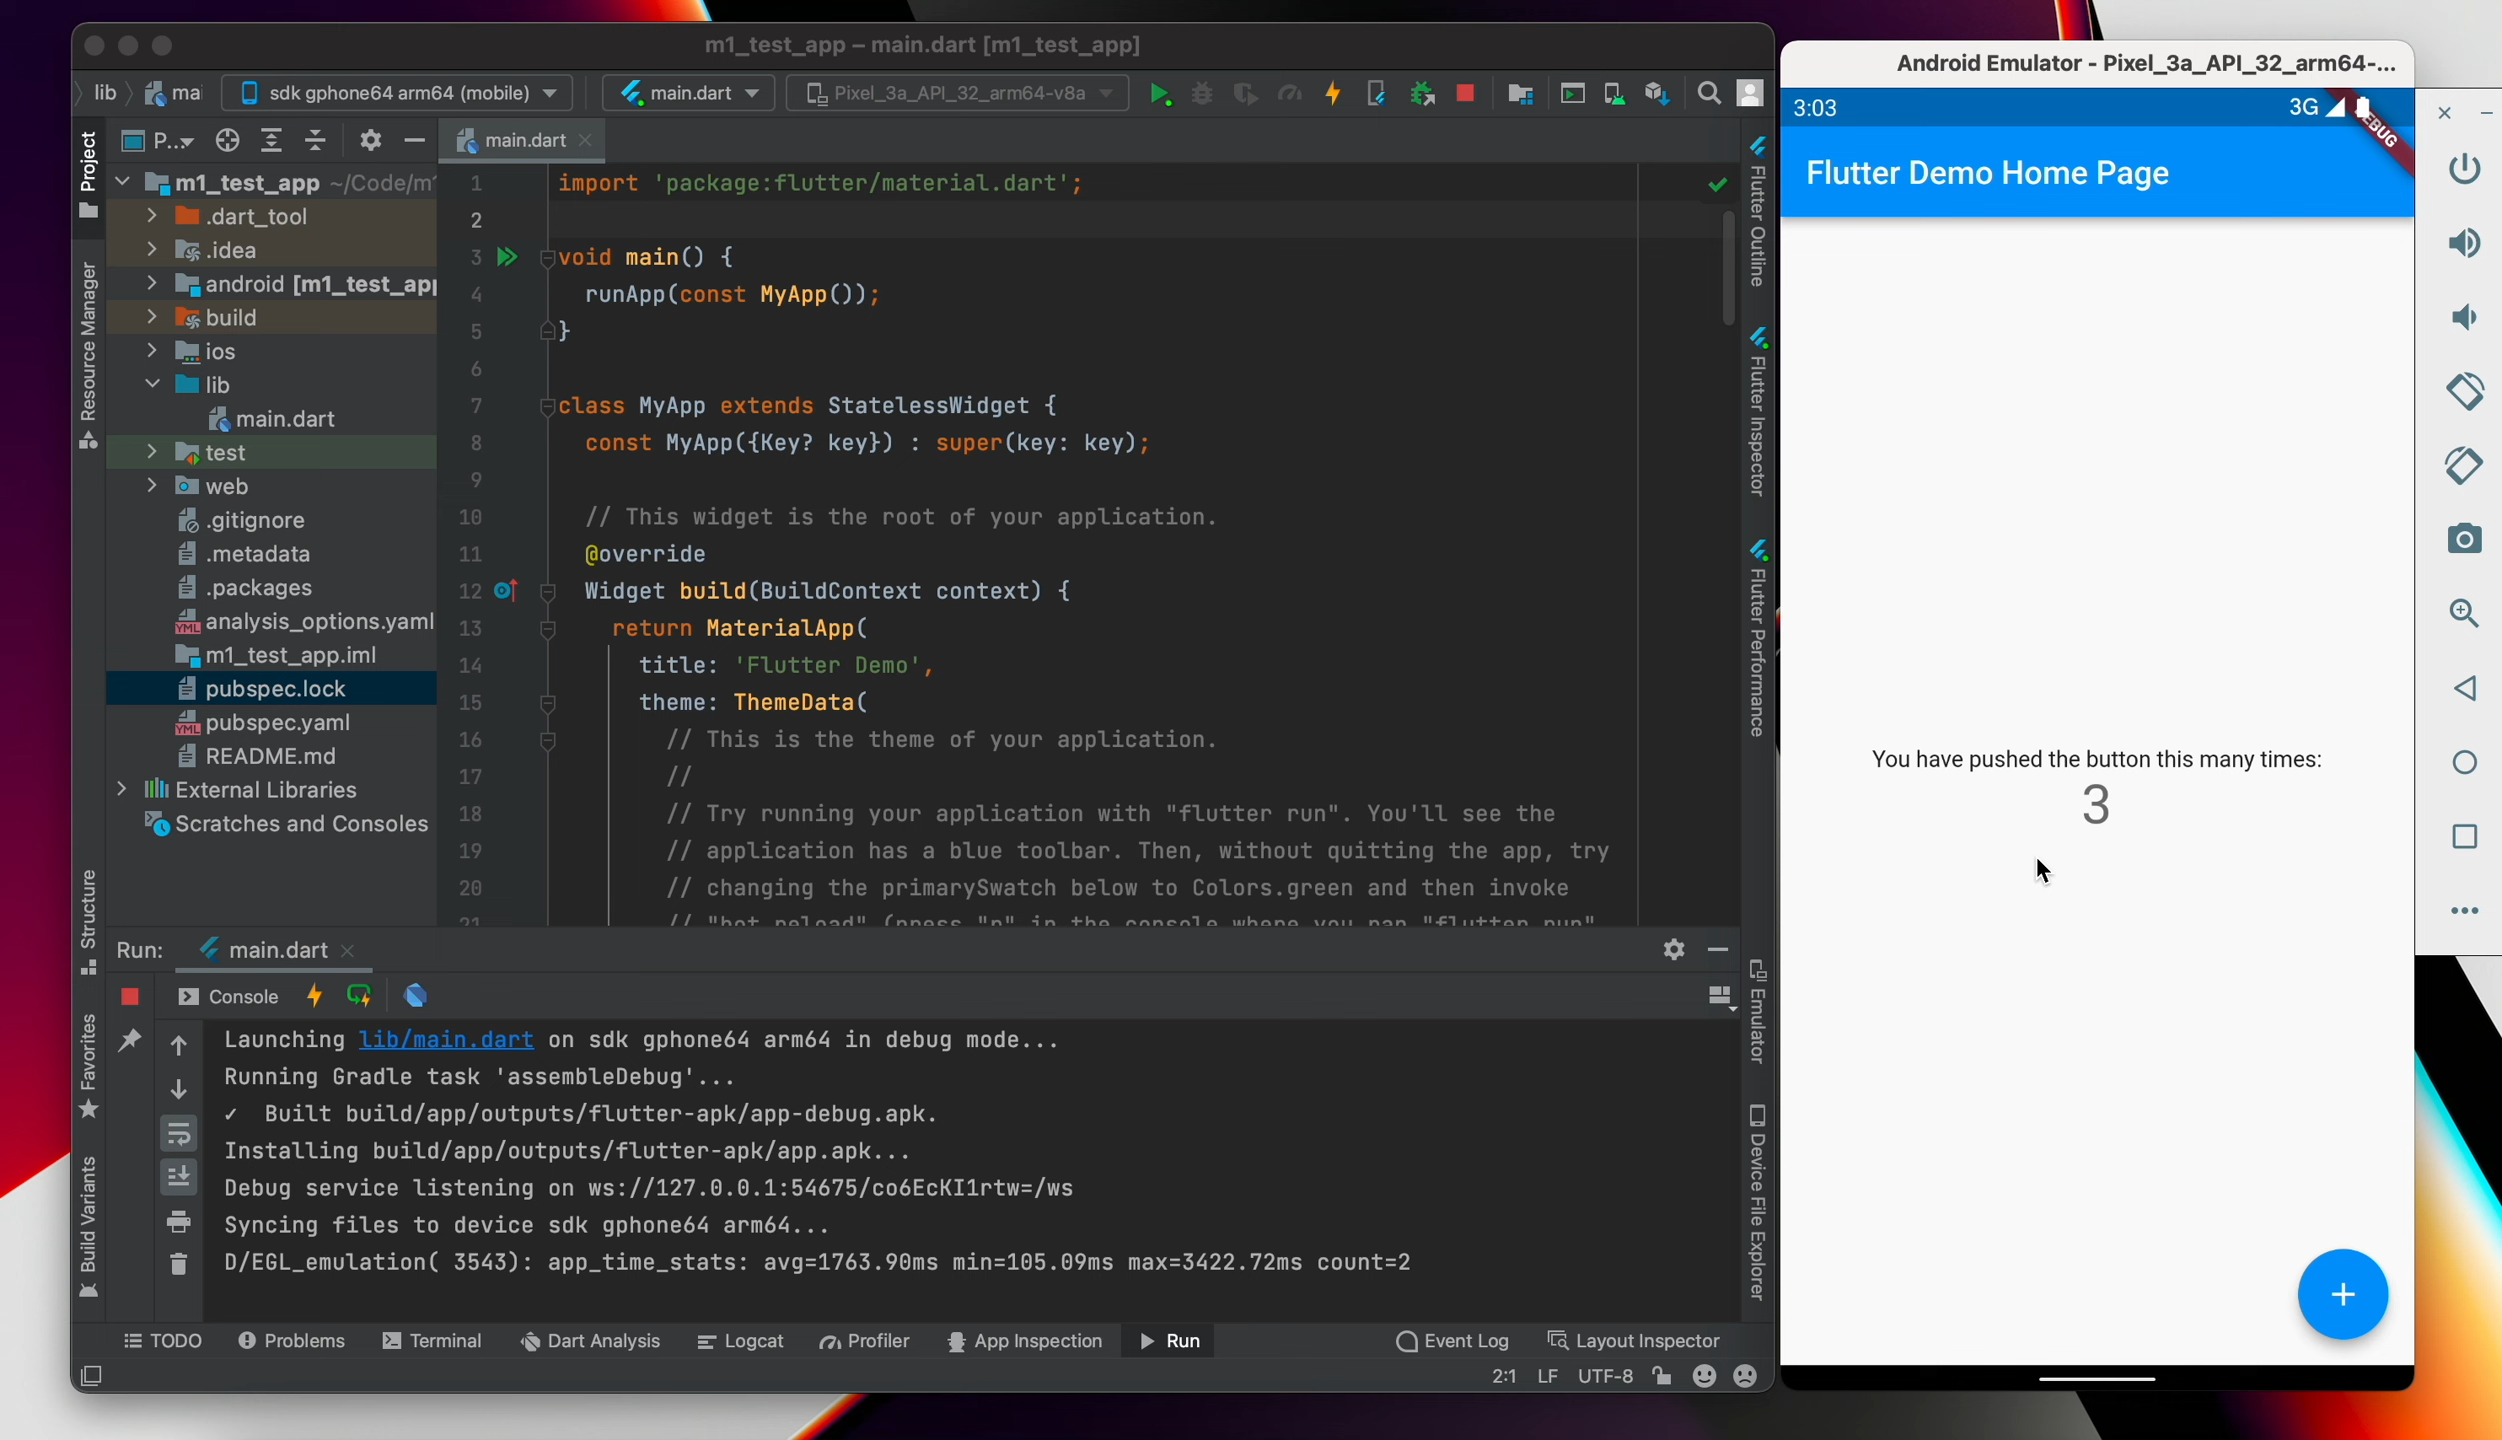 m1_test_app – main.dart [m1_test_app]
lib
sdk gphone64 arm64 (mobile)
main.dart
Pixel_3a_API_32_arm64-v8a
P...
main.dart
Project
Resource Manager
Structure
Favorites
Build Variants
m1_test_app ~/Code/m1
.dart_tool
.idea
android [m1_test_app
build
ios
lib
main.dart
test
web
.gitignore
.metadata
.packages
analysis_options.yaml
m1_test_app.iml
pubspec.lock
pubspec.yaml
README.md
External Libraries
Scratches and Consoles
1 import 'package:flutter/material.dart';
2
3 void main() {
4 runApp(const MyApp());
5 }
6
7 class MyApp extends StatelessWidget {
8 const MyApp({Key? key}) : super(key: key);
9
10 // This widget is the root of your application.
11 @override
12 Widget build(BuildContext context) {
13 return MaterialApp(
14 title: 'Flutter Demo',
15 theme: ThemeData(
16 // This is the theme of your application.
17 //
18 // Try running your application with "flutter run". You'll see the
19 // application has a blue toolbar. Then, without quitting the app, try
20 // changing the primarySwatch below to Colors.green and then invoke
21 // "hot reload" (press "r" in the console where you ran "flutter run",
Flutter Outline
Flutter Inspector
Flutter Performance
Emulator
Device File Explorer
Run: main.dart
Console
Launching lib/main.dart on sdk gphone64 arm64 in debug mode...
Running Gradle task 'assembleDebug'...
✓ Built build/app/outputs/flutter-apk/app-debug.apk.
Installing build/app/outputs/flutter-apk/app.apk...
Debug service listening on ws://127.0.0.1:54675/co6EcKI1rtw=/ws
Syncing files to device sdk gphone64 arm64...
D/EGL_emulation( 3543): app_time_stats: avg=1763.90ms min=105.09ms max=3422.72ms count=2
TODO Problems Terminal Dart Analysis Logcat Profiler App Inspection Run Event Log Layout Inspector
2:1 LF UTF-8
Android Emulator - Pixel_3a_API_32_arm64-...
3:03 3G
Flutter Demo Home Page
You have pushed the button this many times:
3
+